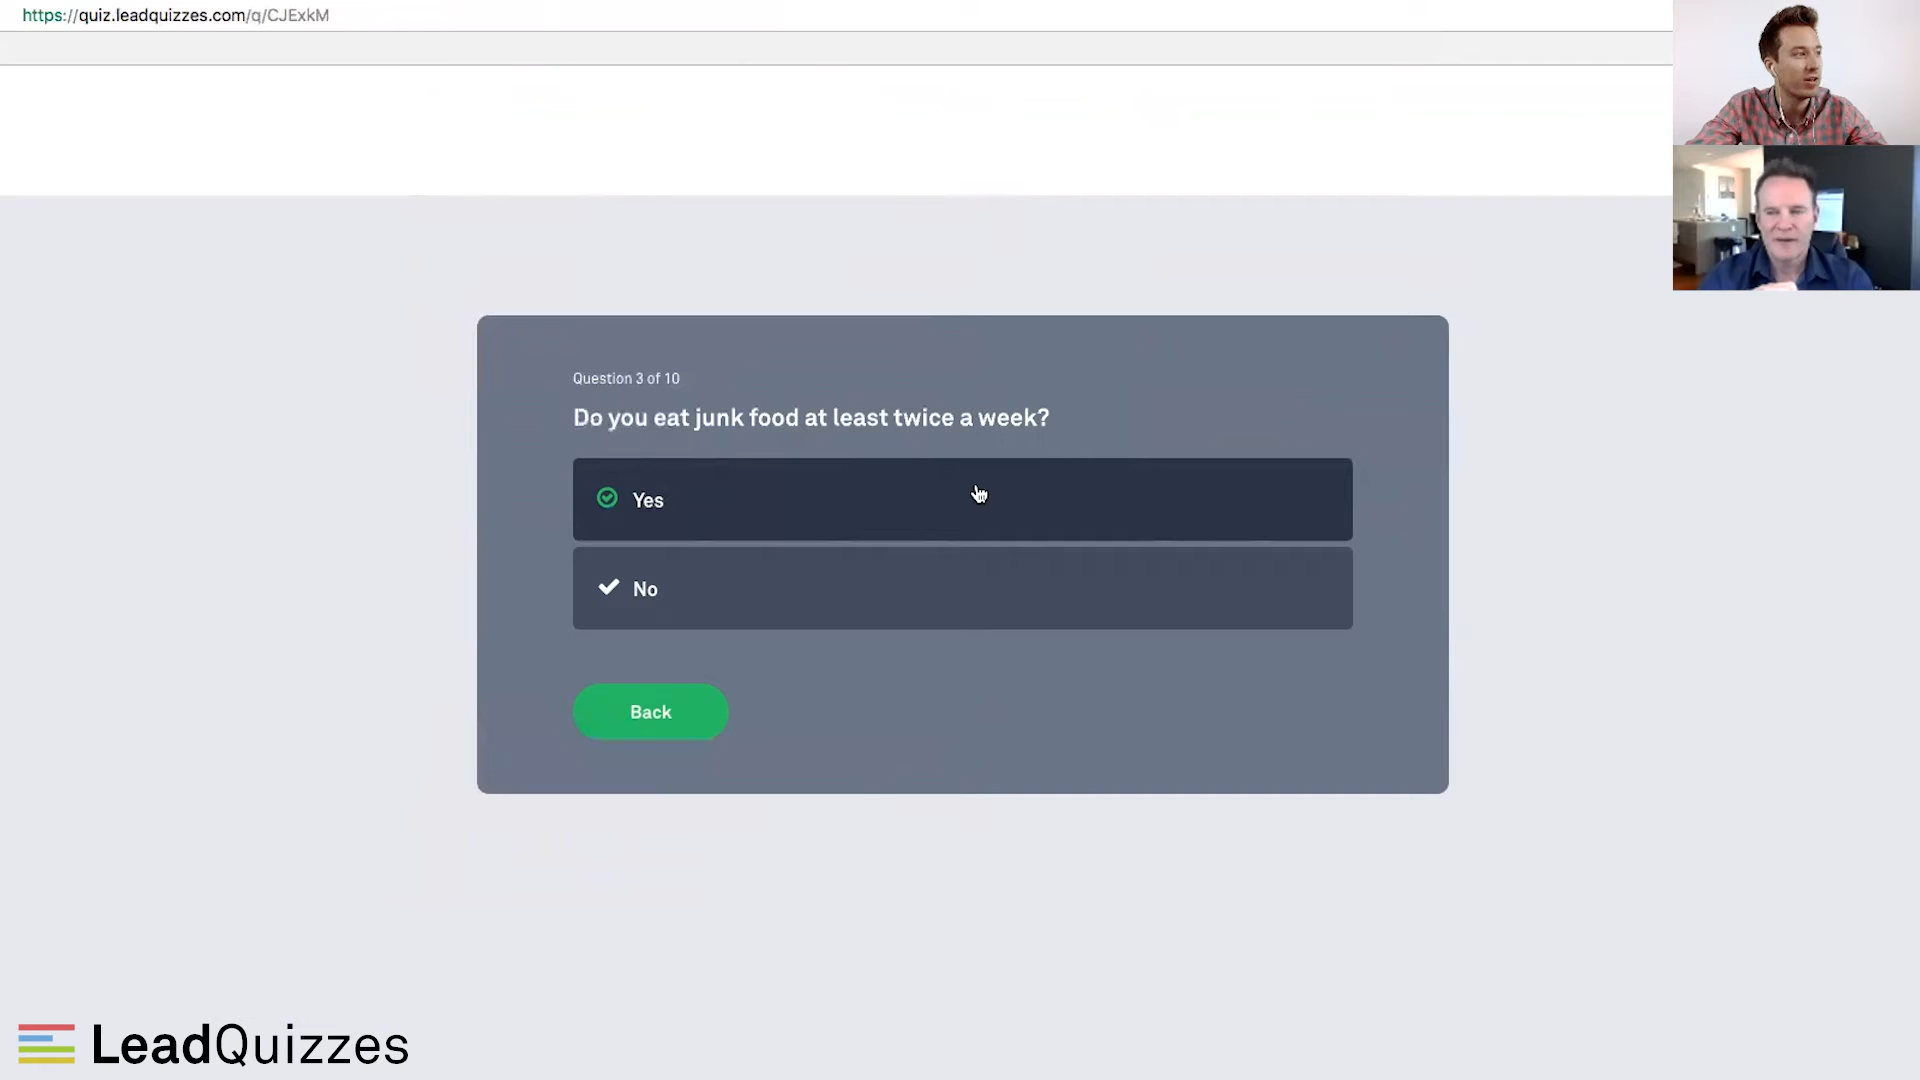 https://quiz.leadquizzes.com/q/CJExkM
Question 3 of 10
Do you eat junk food at least twice a week?
Yes
No
Back
LeadQuizzes